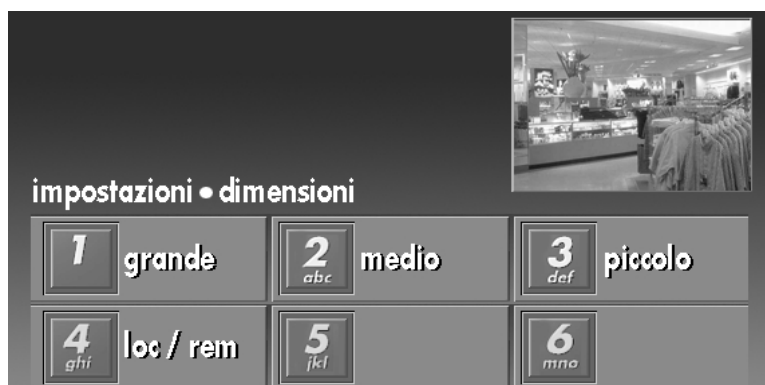 impostazioni • dimensioni
1 grande 2 abc medio 3 def piccolo
4 ghi loc / rem 5 jkl 6 mno